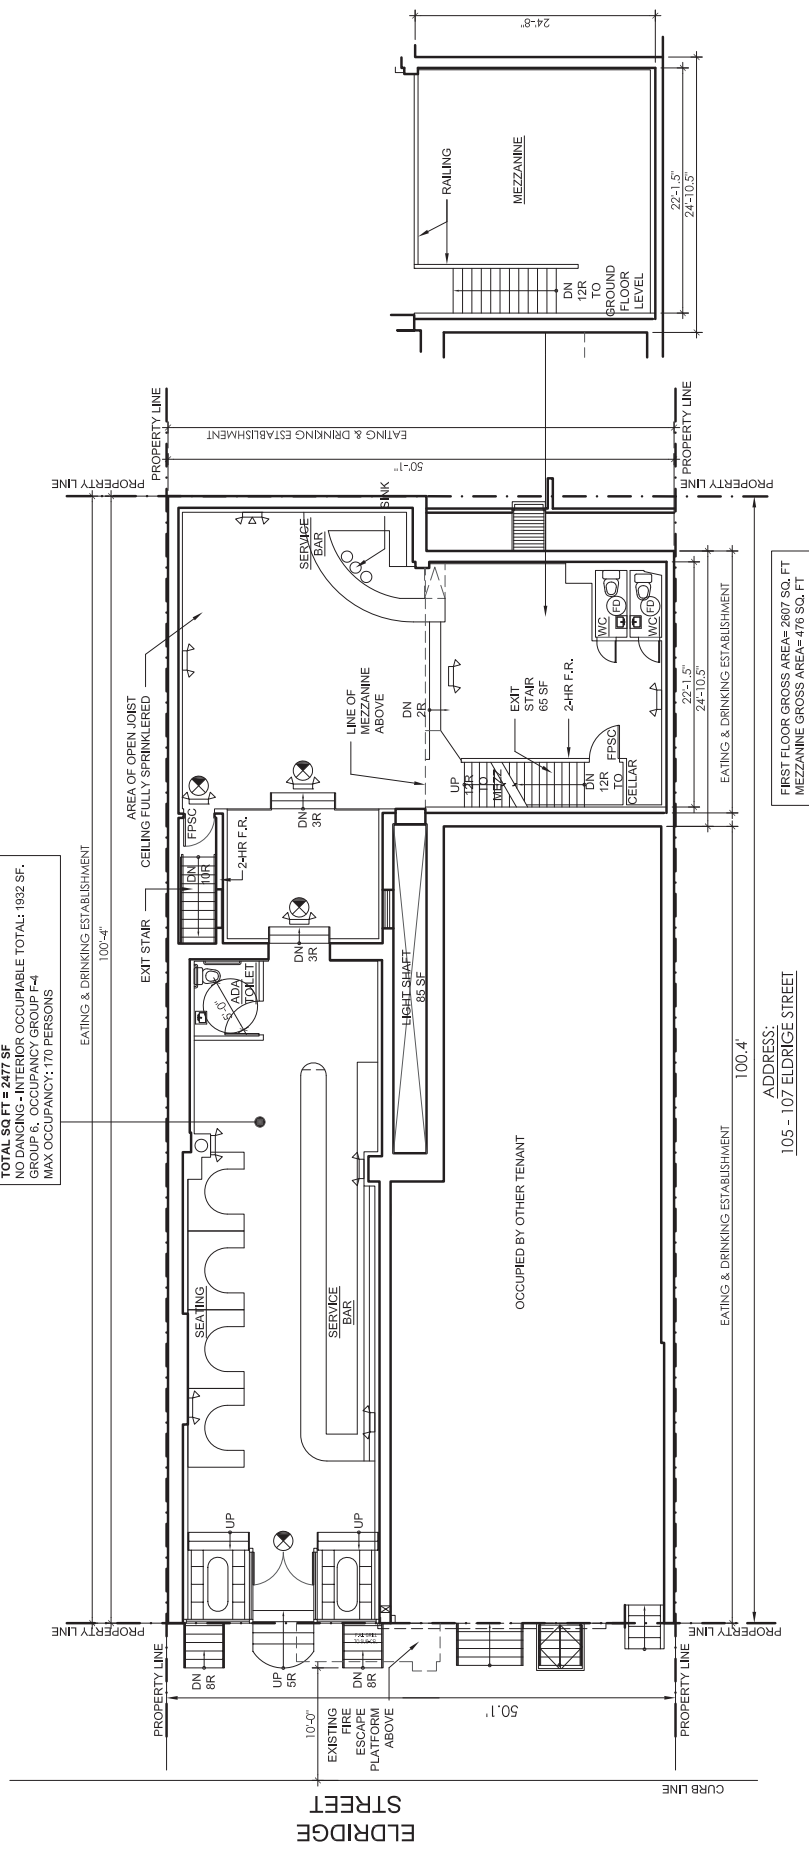 TOTAL SQ FT = 2477 SF
NO DANCING - INTERIOR OCCUPIABLE TOTAL: 1932 SF.
GROUP 6, OCCUPANCY GROUP F-4
MAX OCCUPANCY: 170 PERSONS
EATING & DRINKING ESTABLISHMENT
100'-4"
PROPERTY LINE
PROPERTY LINE
PROPERTY LINE
PROPERTY LINE
EXIT STAIR
AREA OF OPEN JOIST
CEILING FULLY SPRINKLERED
DN
8R
UP
5R
DN
8R
10'-0"
EXISTING
FIRE
ESCAPE
PLATFORM
ABOVE
ELDRIDGE
STREET
CURB LINE
UP
UP
SEATING
SERVICE
BAR
ADA
TOILET
5'-0"
DN
10R
FPSC
2-HR F.R.
DN
3R
DN
3R
LIGHT SHAFT
85 SF
LINE OF
MEZZANINE
ABOVE
SERVICE
BAR
SINK
DN
2R
UP
12R
TO
MEZZ
EXIT
STAIR
65 SF
2-HR F.R.
FPSC
DN
12R
TO
CELLAR
WC
FD
WC
FD
OCCUPIED BY OTHER TENANT
50'-1"
EATING & DRINKING ESTABLISHMENT
PROPERTY LINE
PROPERTY LINE
PROPERTY LINE
PROPERTY LINE
50.1'
22'-1.5"
24'-10.5"
EATING & DRINKING ESTABLISHMENT
EATING & DRINKING ESTABLISHMENT
100.4'
ADDRESS:
105 - 107 ELDRIGE STREET
FIRST FLOOR GROSS AREA= 2607 SQ. FT
MEZZANINE GROSS AREA= 476 SQ. FT
24'-8"
RAILING
MEZZANINE
DN
12R
TO
GROUND
FLOOR
LEVEL
22'-1.5"
24'-10.5"